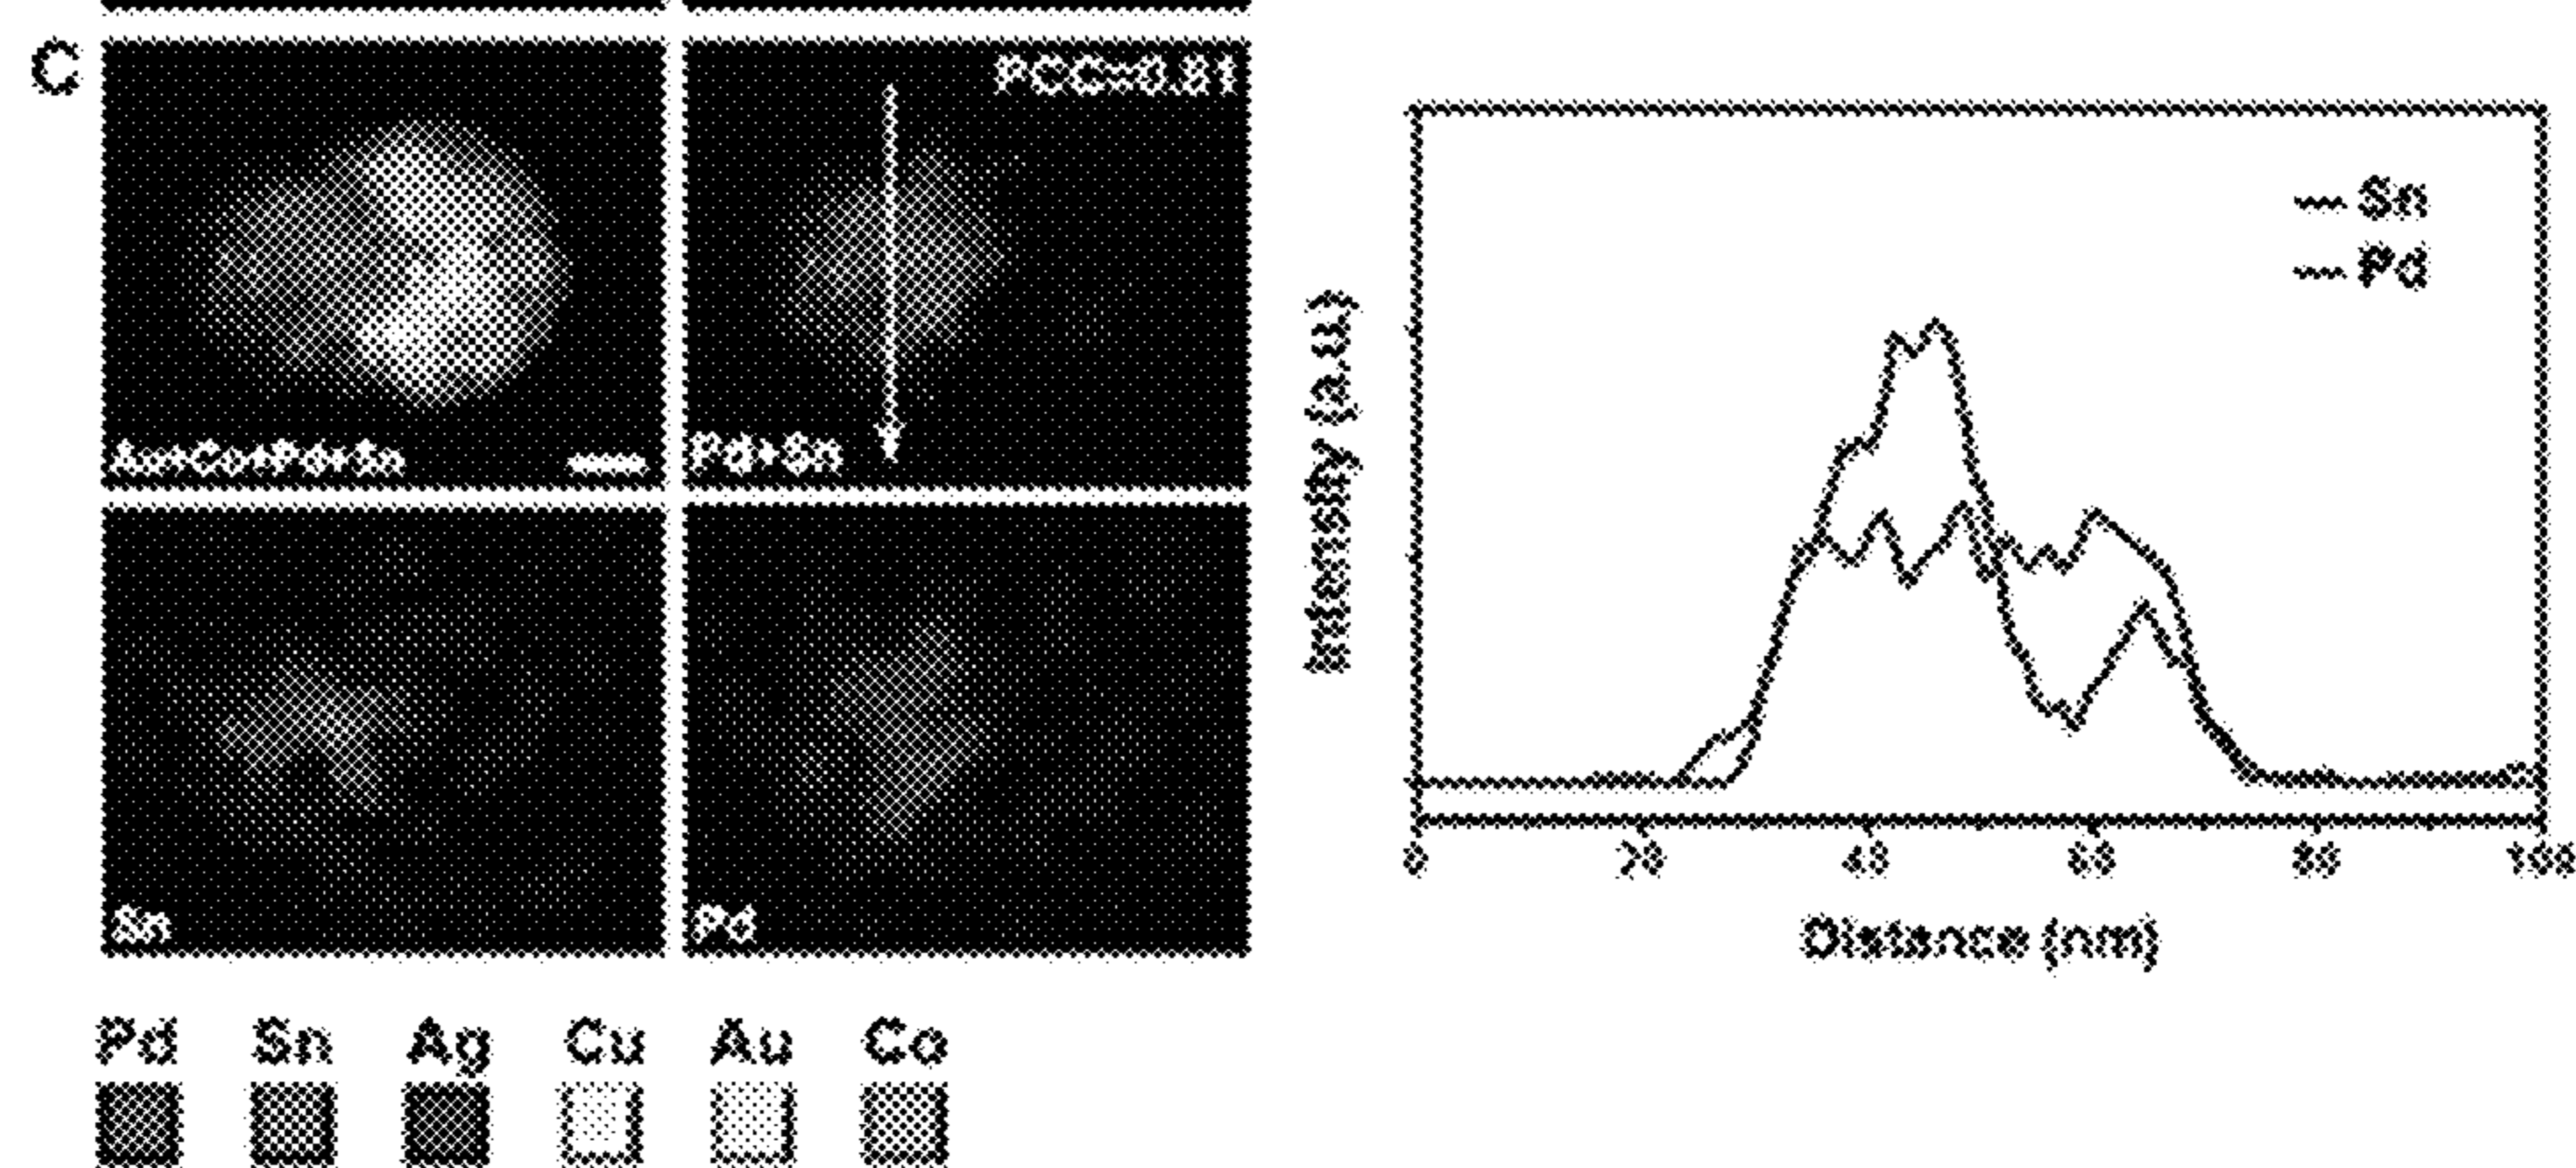 C
PCC=0.81
Au+Co+Pd+Sn
Pd+Sn
Sn
Pd
Sn
Pd
Intensity (a.u.)
0 20 40 60 80 100
Distance (nm)
Pd Sn Ag Cu Au Co